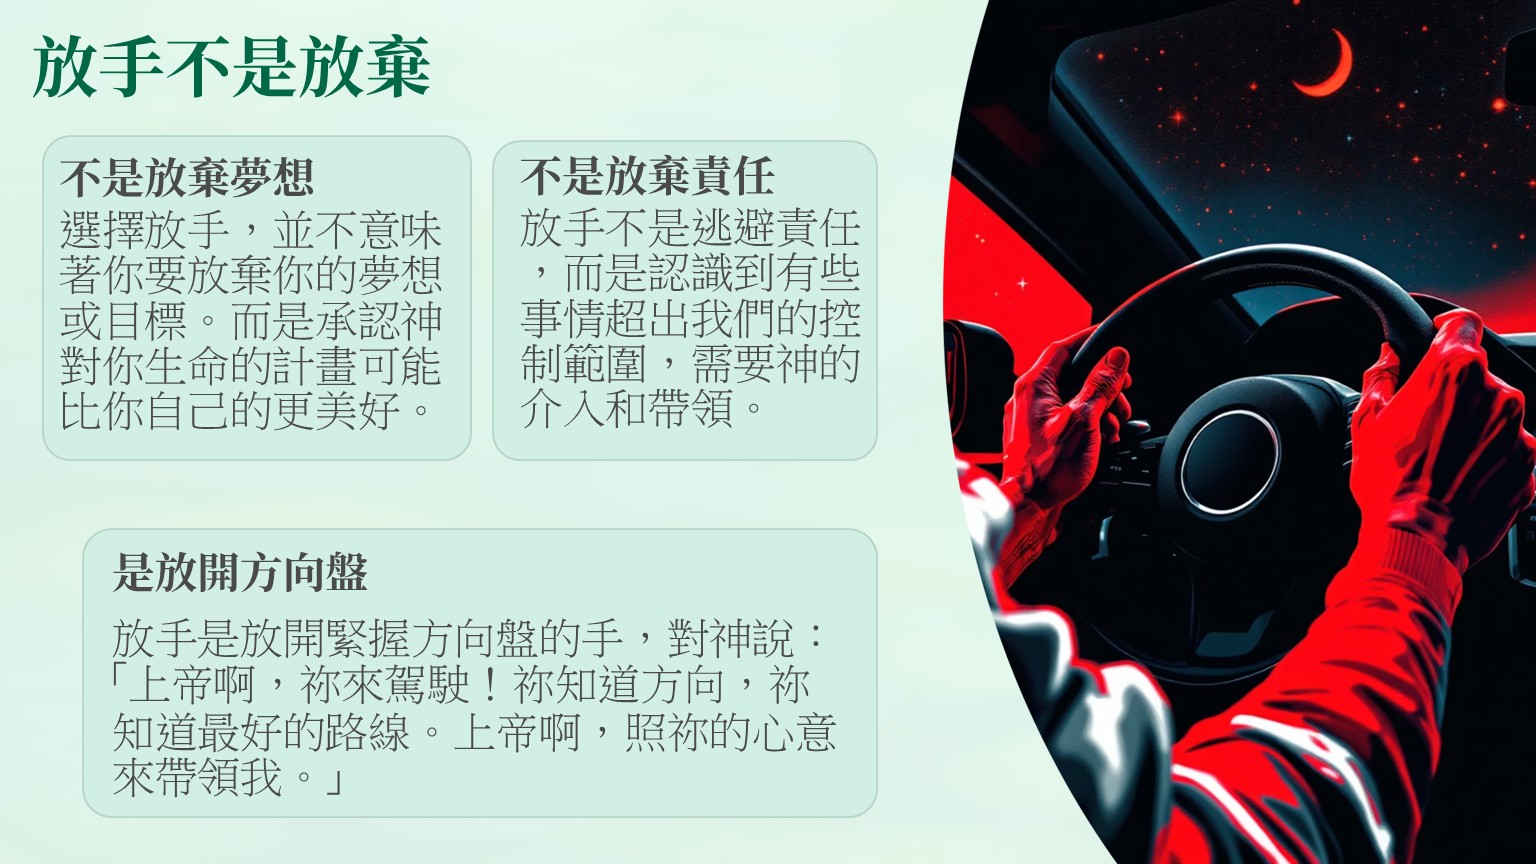 放手不是放棄
不是放棄夢想
選擇放手，並不意味
著你要放棄你的夢想
或目標。而是承認神
對你生命的計畫可能
比你自己的更美好。
不是放棄責任
放手不是逃避責任
，而是認識到有些
事情超出我們的控
制範圍，需要神的
介入和帶領。
是放開方向盤
放手是放開緊握方向盤的手，對神說：
「上帝啊，祢來駕駛！祢知道方向，祢
知道最好的路線。上帝啊，照祢的心意
來帶領我。」